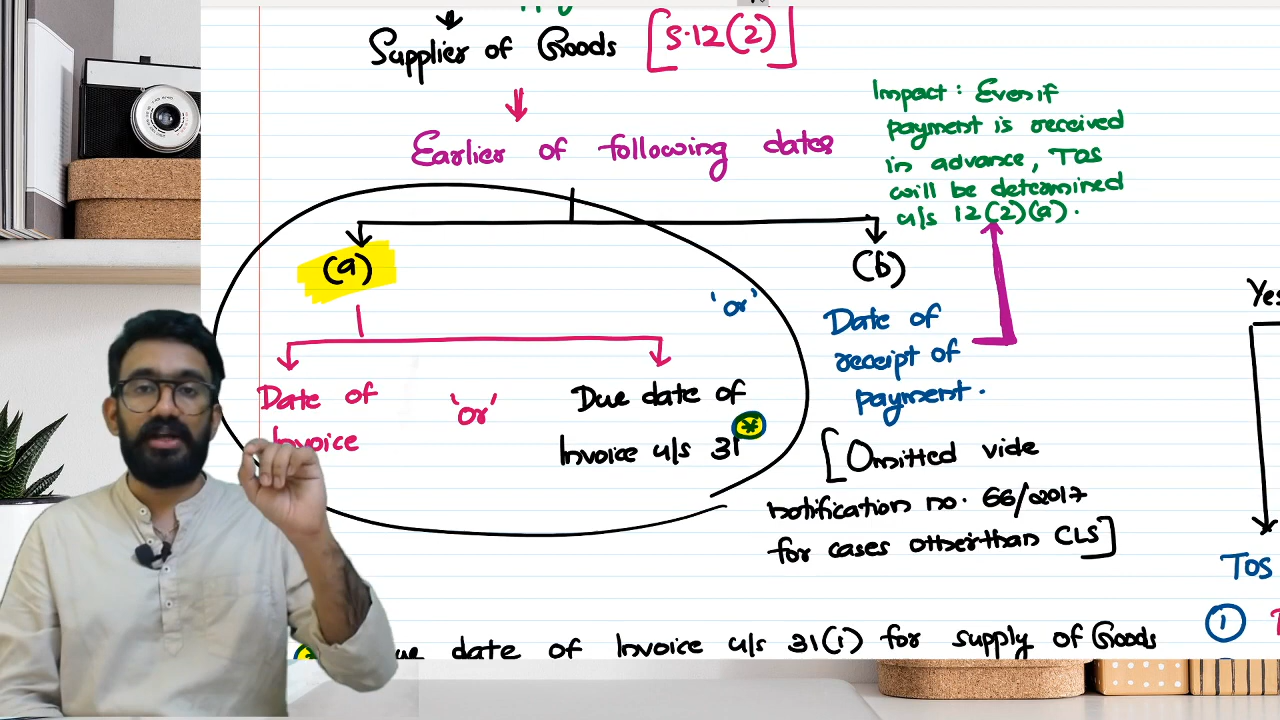 Supplier of Goods [S.12(2)]
Earlier of following dates
Impact : Even if
payment is received
in advance, TOS
will be determined
u/s 12(2)(a).
(a)
(b)
'or'
Date of
Invoice
'or'
Due date of
Invoice u/s 31*
Date of
receipt of
payment.
[Omitted vide
notification no. 66/2017
for cases other than CLS]
Yes
TOS
1
due date of Invoice u/s 31(1) for supply of Goods